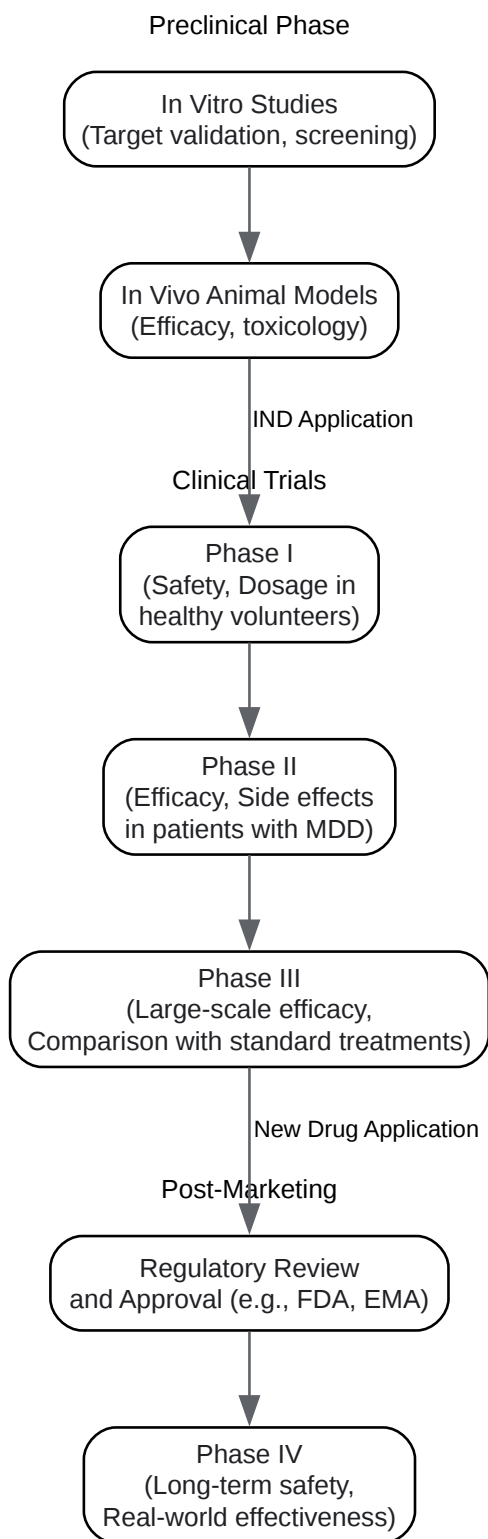 Preclinical Phase
In Vitro Studies
(Target validation, screening)
In Vivo Animal Models
(Efficacy, toxicology)
IND Application
Clinical Trials
Phase I
(Safety, Dosage in
healthy volunteers)
Phase II
(Efficacy, Side effects
in patients with MDD)
Phase III
(Large-scale efficacy,
Comparison with standard treatments)
New Drug Application
Post-Marketing
Regulatory Review
and Approval (e.g., FDA, EMA)
Phase IV
(Long-term safety,
Real-world effectiveness)